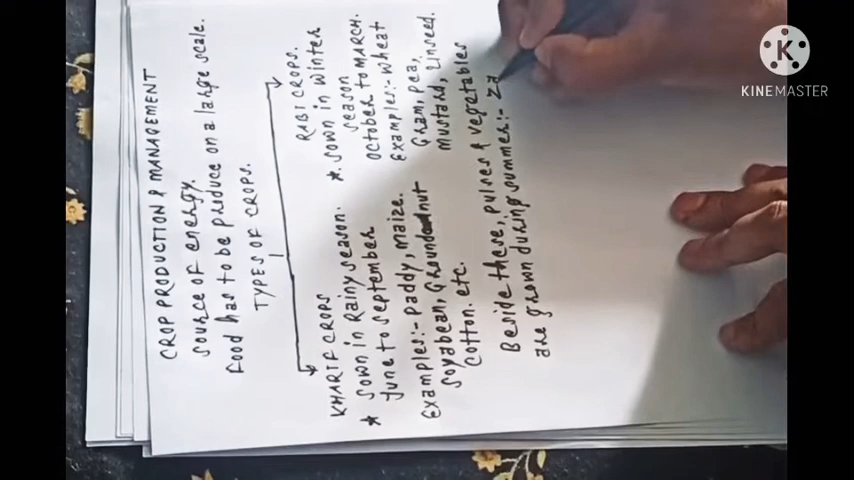 CROP PRODUCTION & MANAGEMENT
Source of energy.
Food has to be produce on a large scale.
TYPES OF CROPS.
KHARIF CROPS
* Sown in Rainy season.
June to September
Examples:- Paddy, Maize.
Soyabean, Groundnut
Cotton. etc.
RABI CROPS.
*. Sown in winter
season
October to MARCH.
Examples:- wheat
Gram, Pea,
Mustard, Linseed.
Beside these, pulses & vegetables
are grown during summer:- Za
KINEMASTER